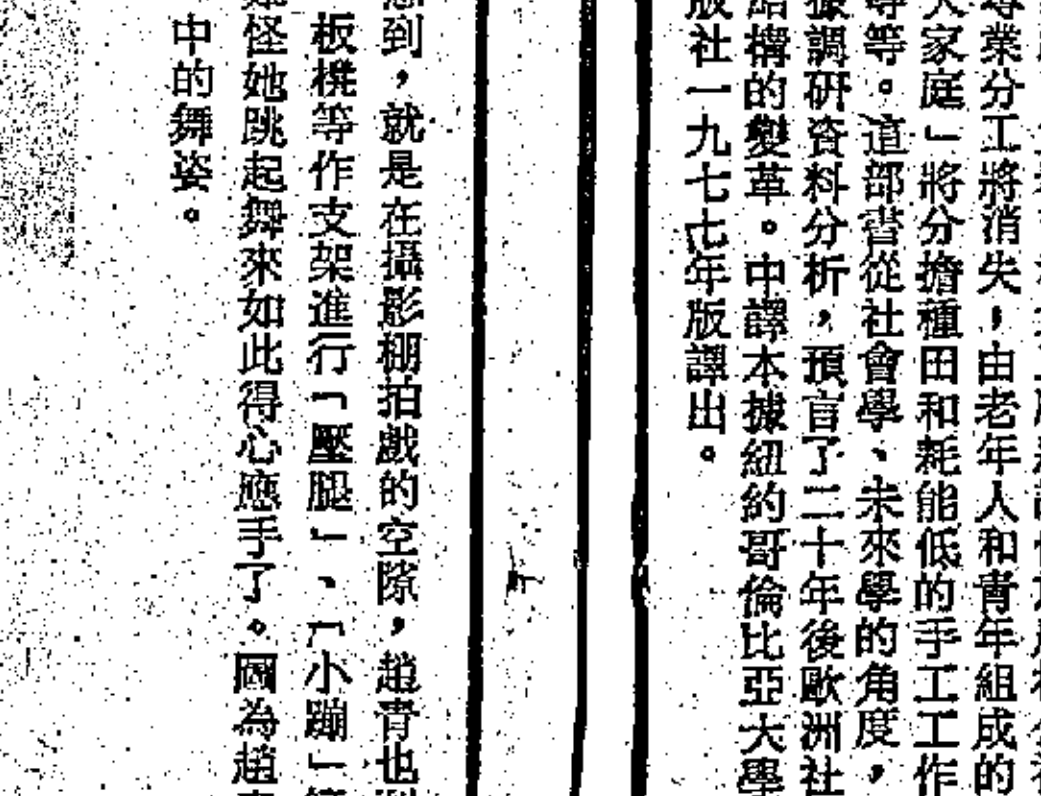 專業分工將消失，由老年人和青年組成的
大家庭」將分擔種田和耗能低的手工工作
等等。這部書從社會學、未來學的角度，
據調研資料分析，預言了二十年後歐洲社
結構的變革。中譯本據紐約哥倫比亞大學
版社一九七七年版譯出。
想到，就是在攝影棚拍戲的空隙，趙青也
板櫈等作支架進行「壓腿」、「小蹦」
怪她跳起舞來如此得心應手了。圖為趙
中的舞姿。